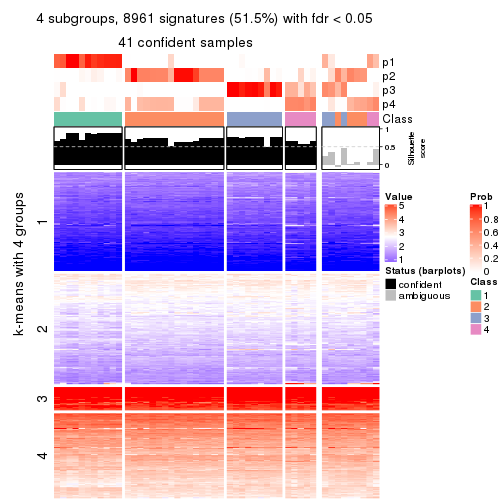 4 subgroups, 8961 signatures (51.5%) with fdr < 0.05
41 confident samples
p1
p2
p3
p4
Class
1
0.5
0
Silhouette
score
k-means with 4 groups
1
2
3
4
Value
5
4
3
2
1
Status (barplots)
confident
ambiguous
Prob
1
0.8
0.6
0.4
0.2
0
Class
1
2
3
4